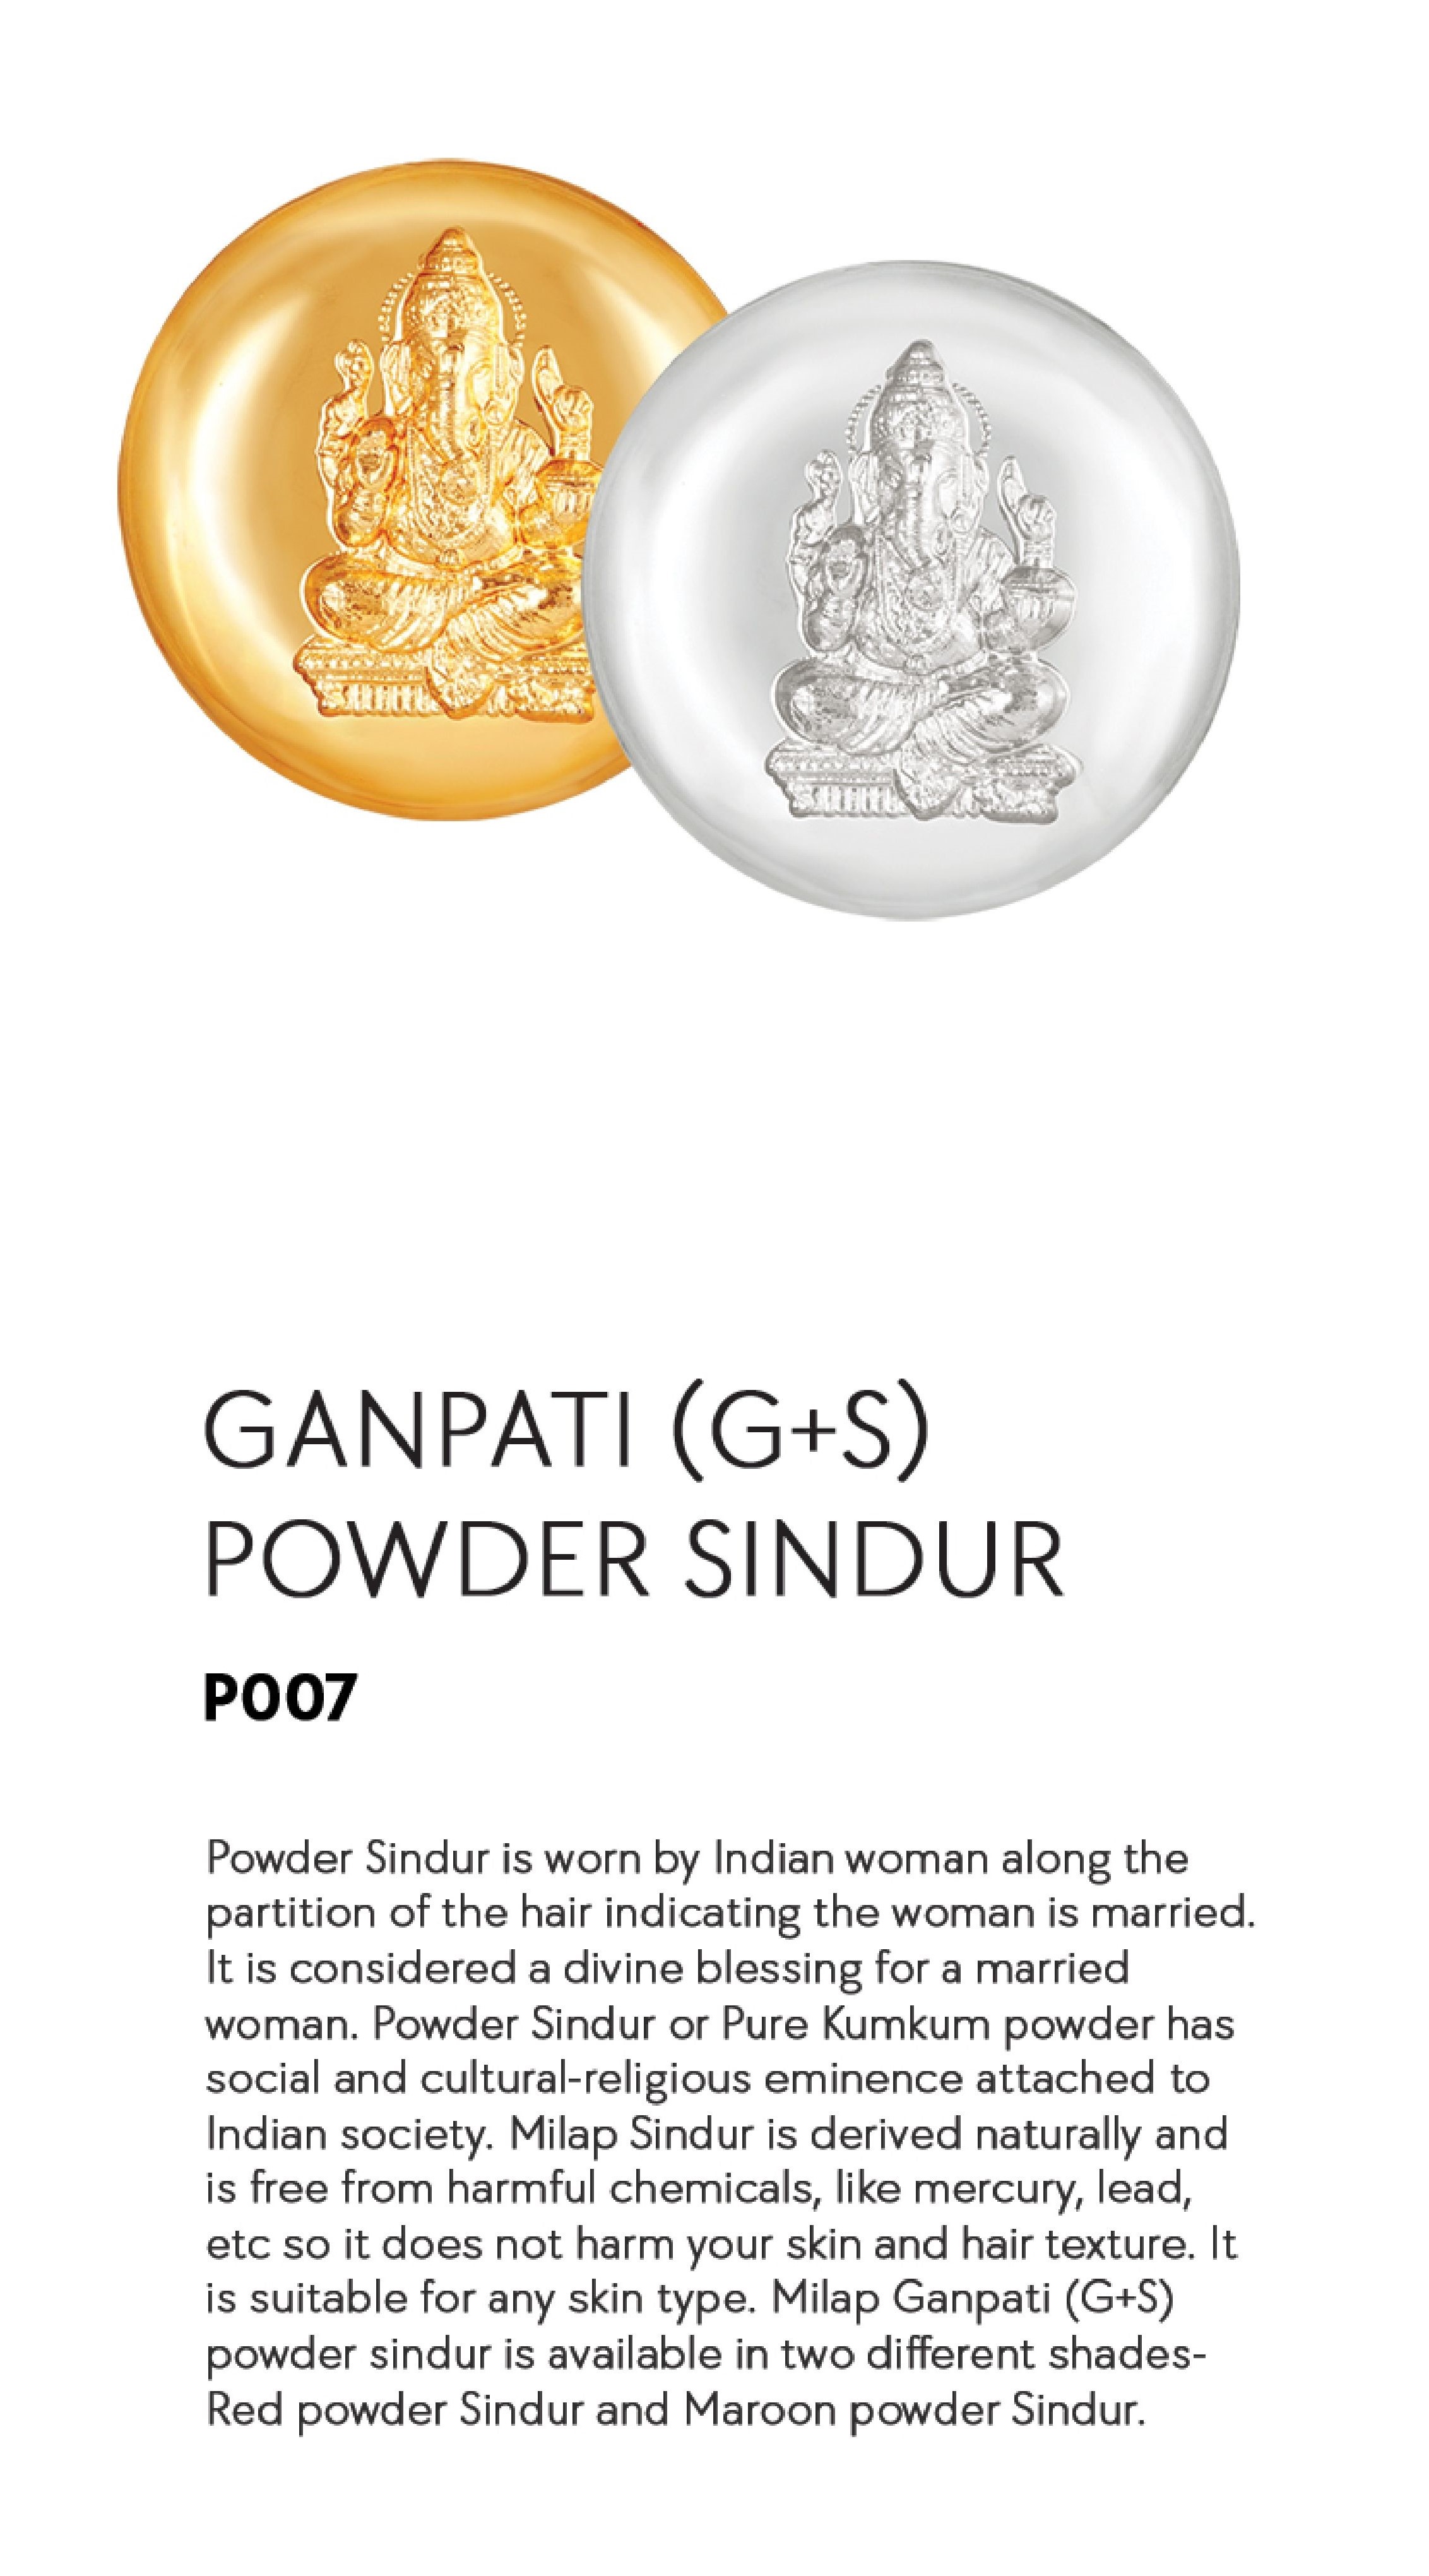 GANPATI (G+S)
POWDER SINDUR
P007
Powder Sindur is worn by Indian woman along the
partition of the hair indicating the woman is married.
It is considered a divine blessing for a married
woman. Powder Sindur or Pure Kumkum powder has
social and cultural-religious eminence attached to
Indian society. Milap Sindur is derived naturally and
is free from harmful chemicals, like mercury, lead,
etc so it does not harm your skin and hair texture. It
is suitable for any skin type. Milap Ganpati (G+S)
powder sindur is available in two different shades-
Red powder Sindur and Maroon powder Sindur.